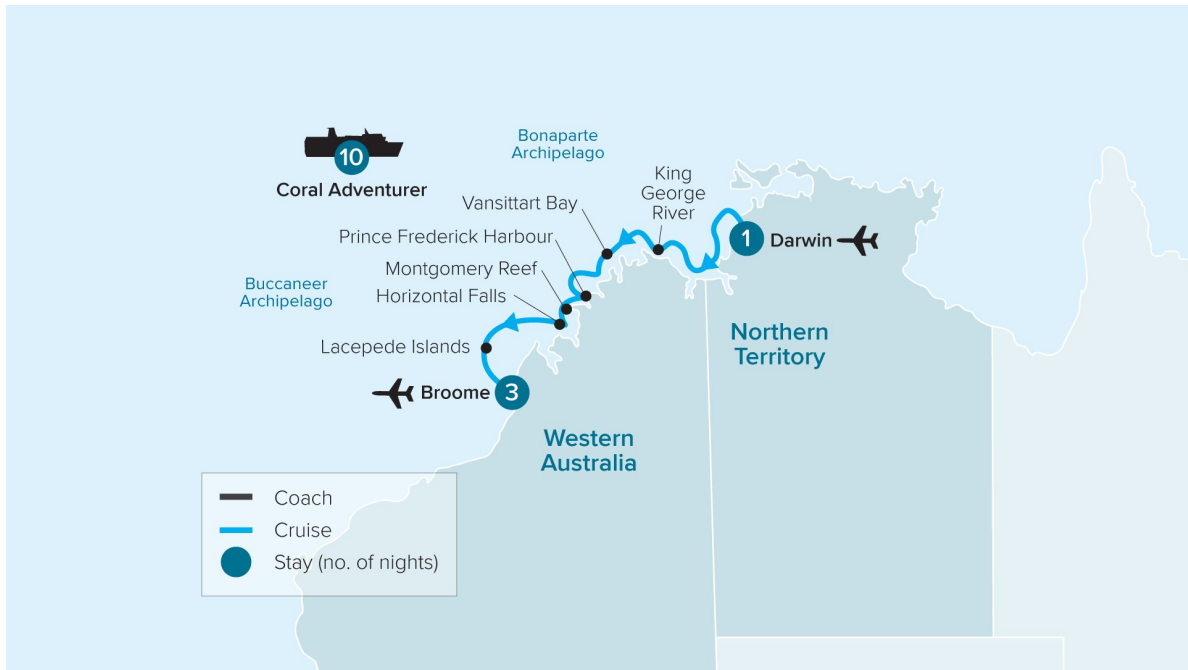 Bonaparte
Archipelago
10
Coral Adventurer
King
George
River
Vansittart Bay
1
Darwin
Prince Frederick Harbour
Montgomery Reef
Buccaneer
Archipelago
Horizontal Falls
Northern
Territory
Lacepede Islands
Broome
3
Western
Australia
Coach
Cruise
Stay (no. of nights)